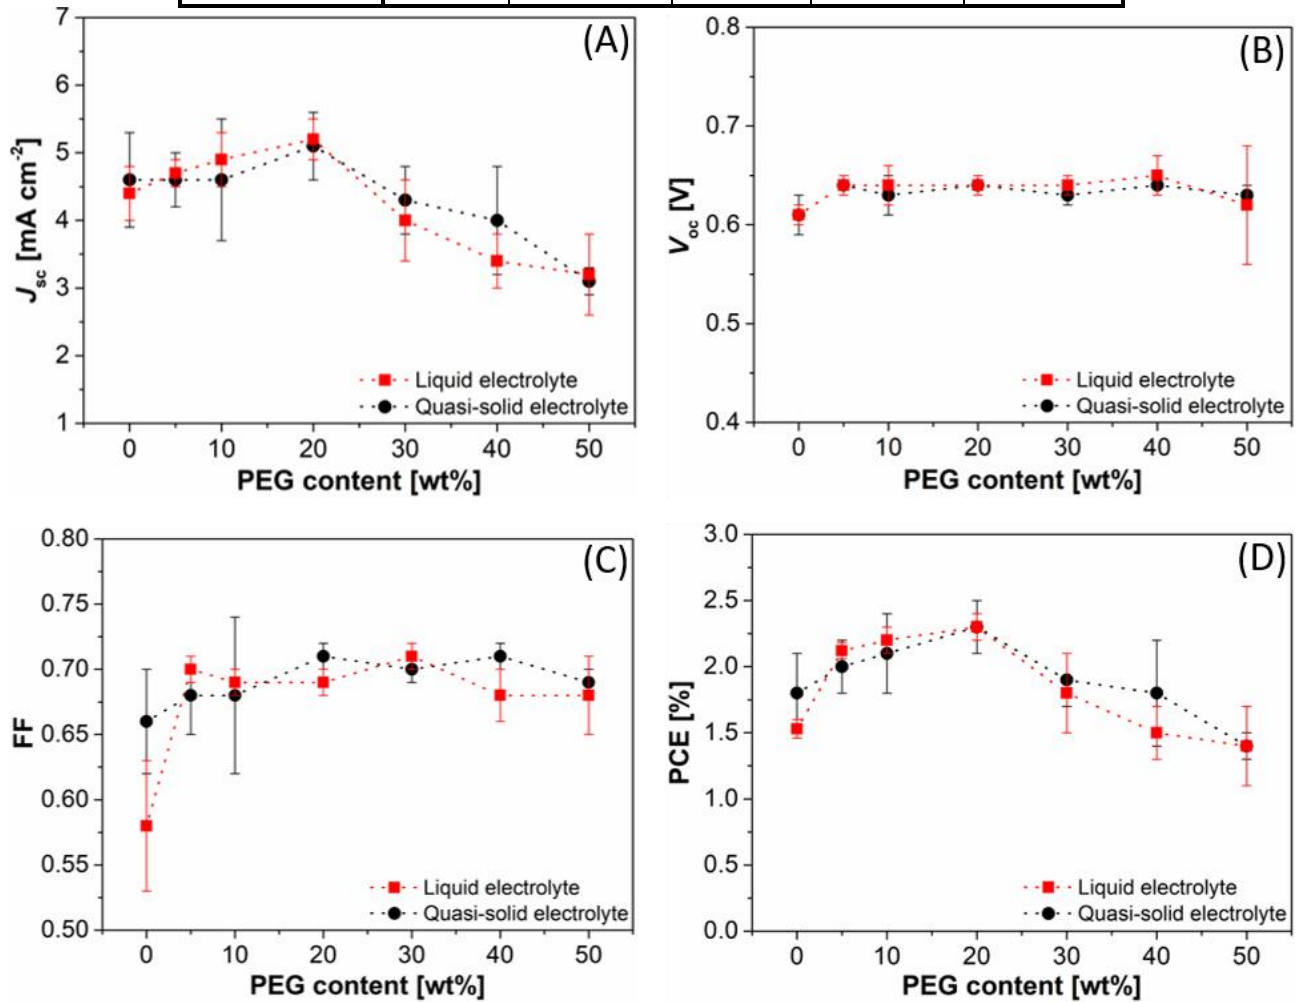 (A)
7
6
5
4
3
2
1
J sc [mA cm-2]
0 10 20 30 40 50
PEG content [wt%]
Liquid electrolyte
Quasi-solid electrolyte
(B)
0.8
0.7
0.6
0.5
0.4
V oc [V]
0 10 20 30 40 50
PEG content [wt%]
Liquid electrolyte
Quasi-solid electrolyte
(C)
0.80
0.75
0.70
0.65
0.60
0.55
0.50
FF
0 10 20 30 40 50
PEG content [wt%]
Liquid electrolyte
Quasi-solid electrolyte
(D)
3.0
2.5
2.0
1.5
1.0
0.5
0.0
PCE [%]
0 10 20 30 40 50
PEG content [wt%]
Liquid electrolyte
Quasi-solid electrolyte